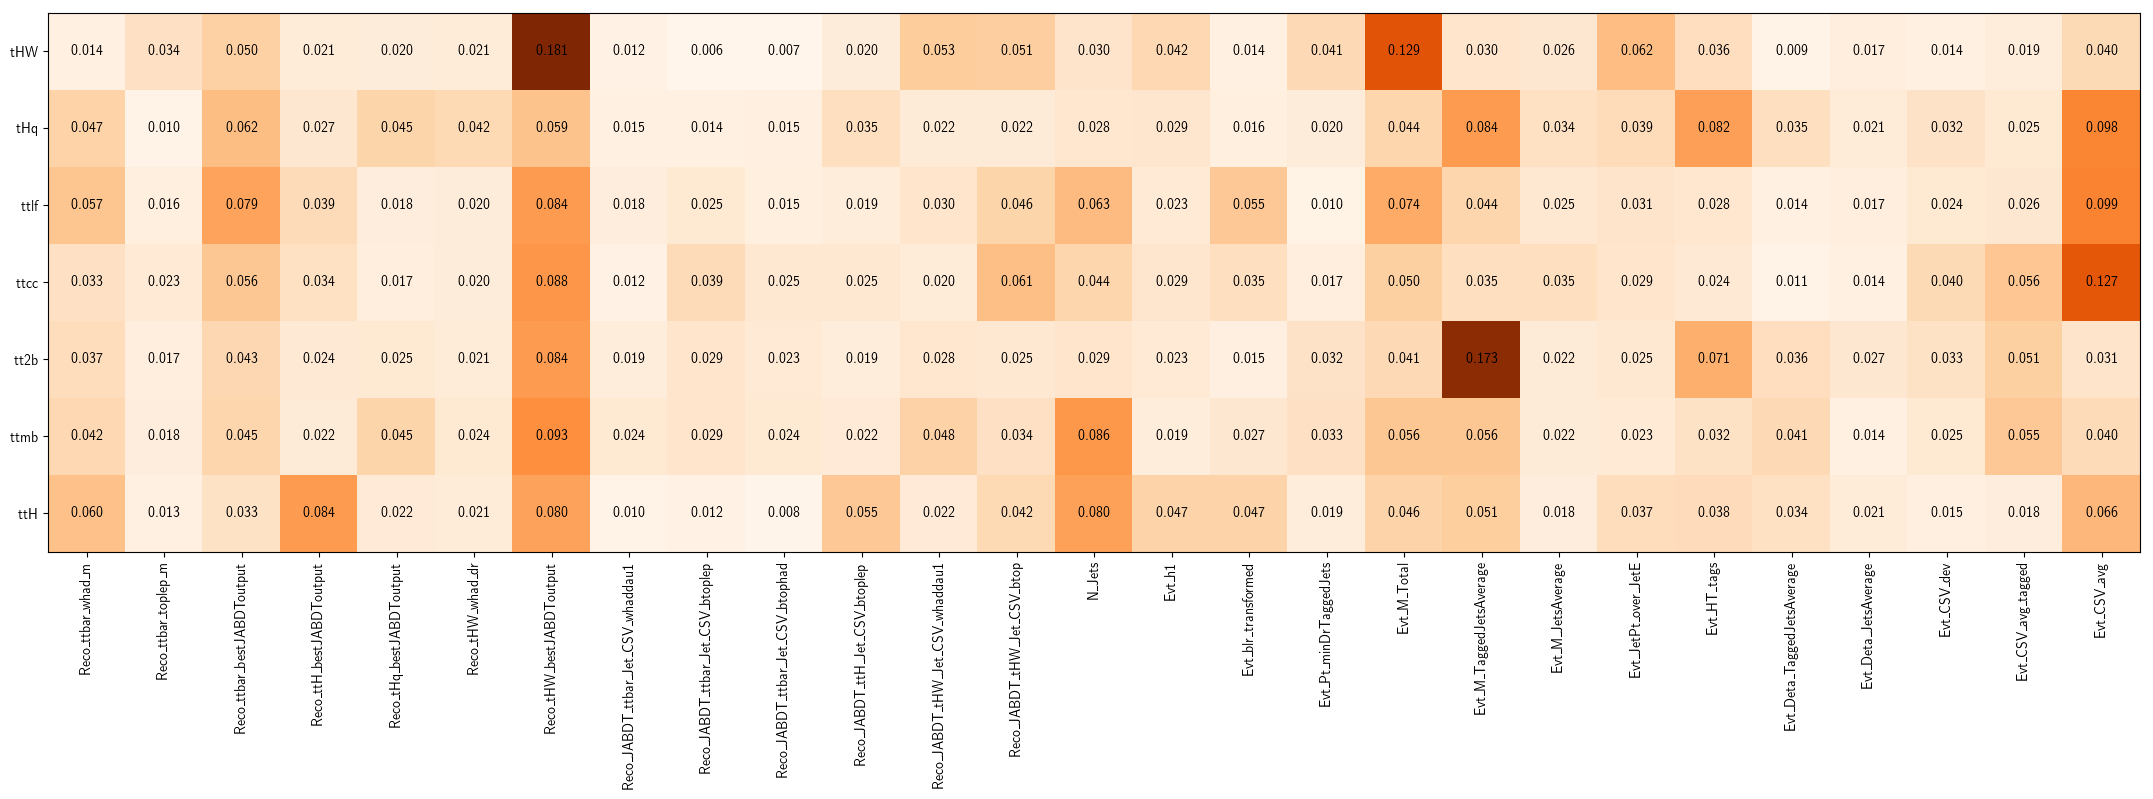 tHW 0.014 0.034 0.050 0.021 0.020 0.021 0.181 0.012 0.006 0.007 0.020 0.053 0.051 0.030 0.042 0.014 0.041 0.129 0.030 0.026 0.062 0.036 0.009 0.017 0.014 0.019 0.040
tHq 0.047 0.010 0.062 0.027 0.045 0.042 0.059 0.015 0.014 0.015 0.035 0.022 0.022 0.028 0.029 0.016 0.020 0.044 0.084 0.034 0.039 0.082 0.035 0.021 0.032 0.025 0.098
ttlf 0.057 0.016 0.079 0.039 0.018 0.020 0.084 0.018 0.025 0.015 0.019 0.030 0.046 0.063 0.023 0.055 0.010 0.074 0.044 0.025 0.031 0.028 0.014 0.017 0.024 0.026 0.099
ttcc 0.033 0.023 0.056 0.034 0.017 0.020 0.088 0.012 0.039 0.025 0.025 0.020 0.061 0.044 0.029 0.035 0.017 0.050 0.035 0.035 0.029 0.024 0.011 0.014 0.040 0.056 0.127
tt2b 0.037 0.017 0.043 0.024 0.025 0.021 0.084 0.019 0.029 0.023 0.019 0.028 0.025 0.029 0.023 0.015 0.032 0.041 0.173 0.022 0.025 0.071 0.036 0.027 0.033 0.051 0.031
ttmb 0.042 0.018 0.045 0.022 0.045 0.024 0.093 0.024 0.029 0.024 0.022 0.048 0.034 0.086 0.019 0.027 0.033 0.056 0.056 0.022 0.023 0.032 0.041 0.014 0.025 0.055 0.040
ttH 0.060 0.013 0.033 0.084 0.022 0.021 0.080 0.010 0.012 0.008 0.055 0.022 0.042 0.080 0.047 0.047 0.019 0.046 0.051 0.018 0.037 0.038 0.034 0.021 0.015 0.018 0.066
Reco_ttbar_whad_m
Reco_ttbar_toplep_m
Reco_ttbar_bestJABDToutput
Reco_ttH_bestJABDToutput
Reco_tHq_bestJABDToutput
Reco_tHW_whad_dr
Reco_tHW_bestJABDToutput
Reco_JABDT_ttbar_Jet_CSV_whaddau1
Reco_JABDT_ttbar_Jet_CSV_btoplep
Reco_JABDT_ttbar_Jet_CSV_btophad
Reco_JABDT_ttH_Jet_CSV_btoplep
Reco_JABDT_tHW_Jet_CSV_whaddau1
Reco_JABDT_tHW_Jet_CSV_btop
N_Jets
Evt_h1
Evt_blr_transformed
Evt_Pt_minDrTaggedJets
Evt_M_Total
Evt_M_TaggedJetsAverage
Evt_M_JetsAverage
Evt_JetPt_over_JetE
Evt_HT_tags
Evt_Deta_TaggedJetsAverage
Evt_Deta_JetsAverage
Evt_CSV_dev
Evt_CSV_avg_tagged
Evt_CSV_avg